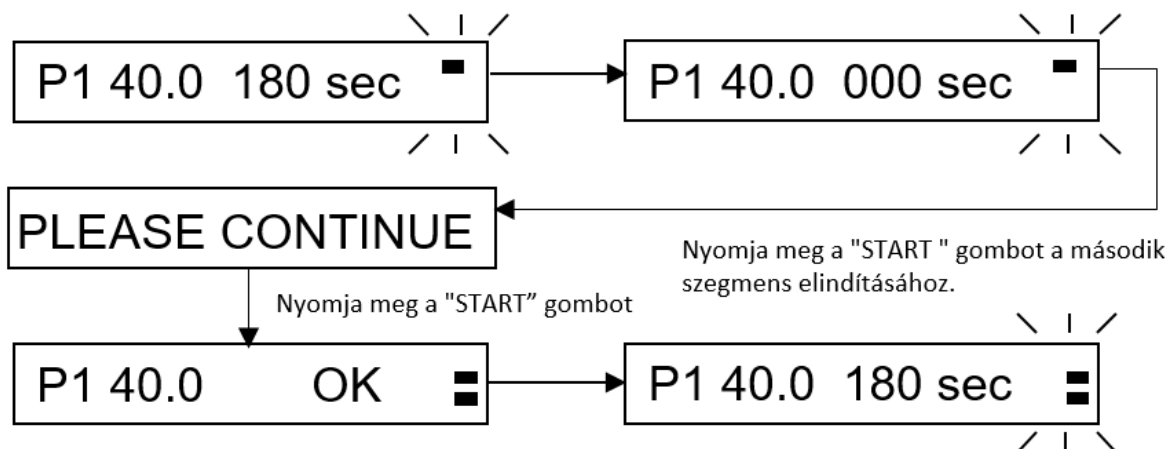 P1 40.0 180 sec
P1 40.0 000 sec
PLEASE CONTINUE
Nyomja meg a "START " gombot a második
szegmens elindításához.
Nyomja meg a "START” gombot
P1 40.0 OK
P1 40.0 180 sec